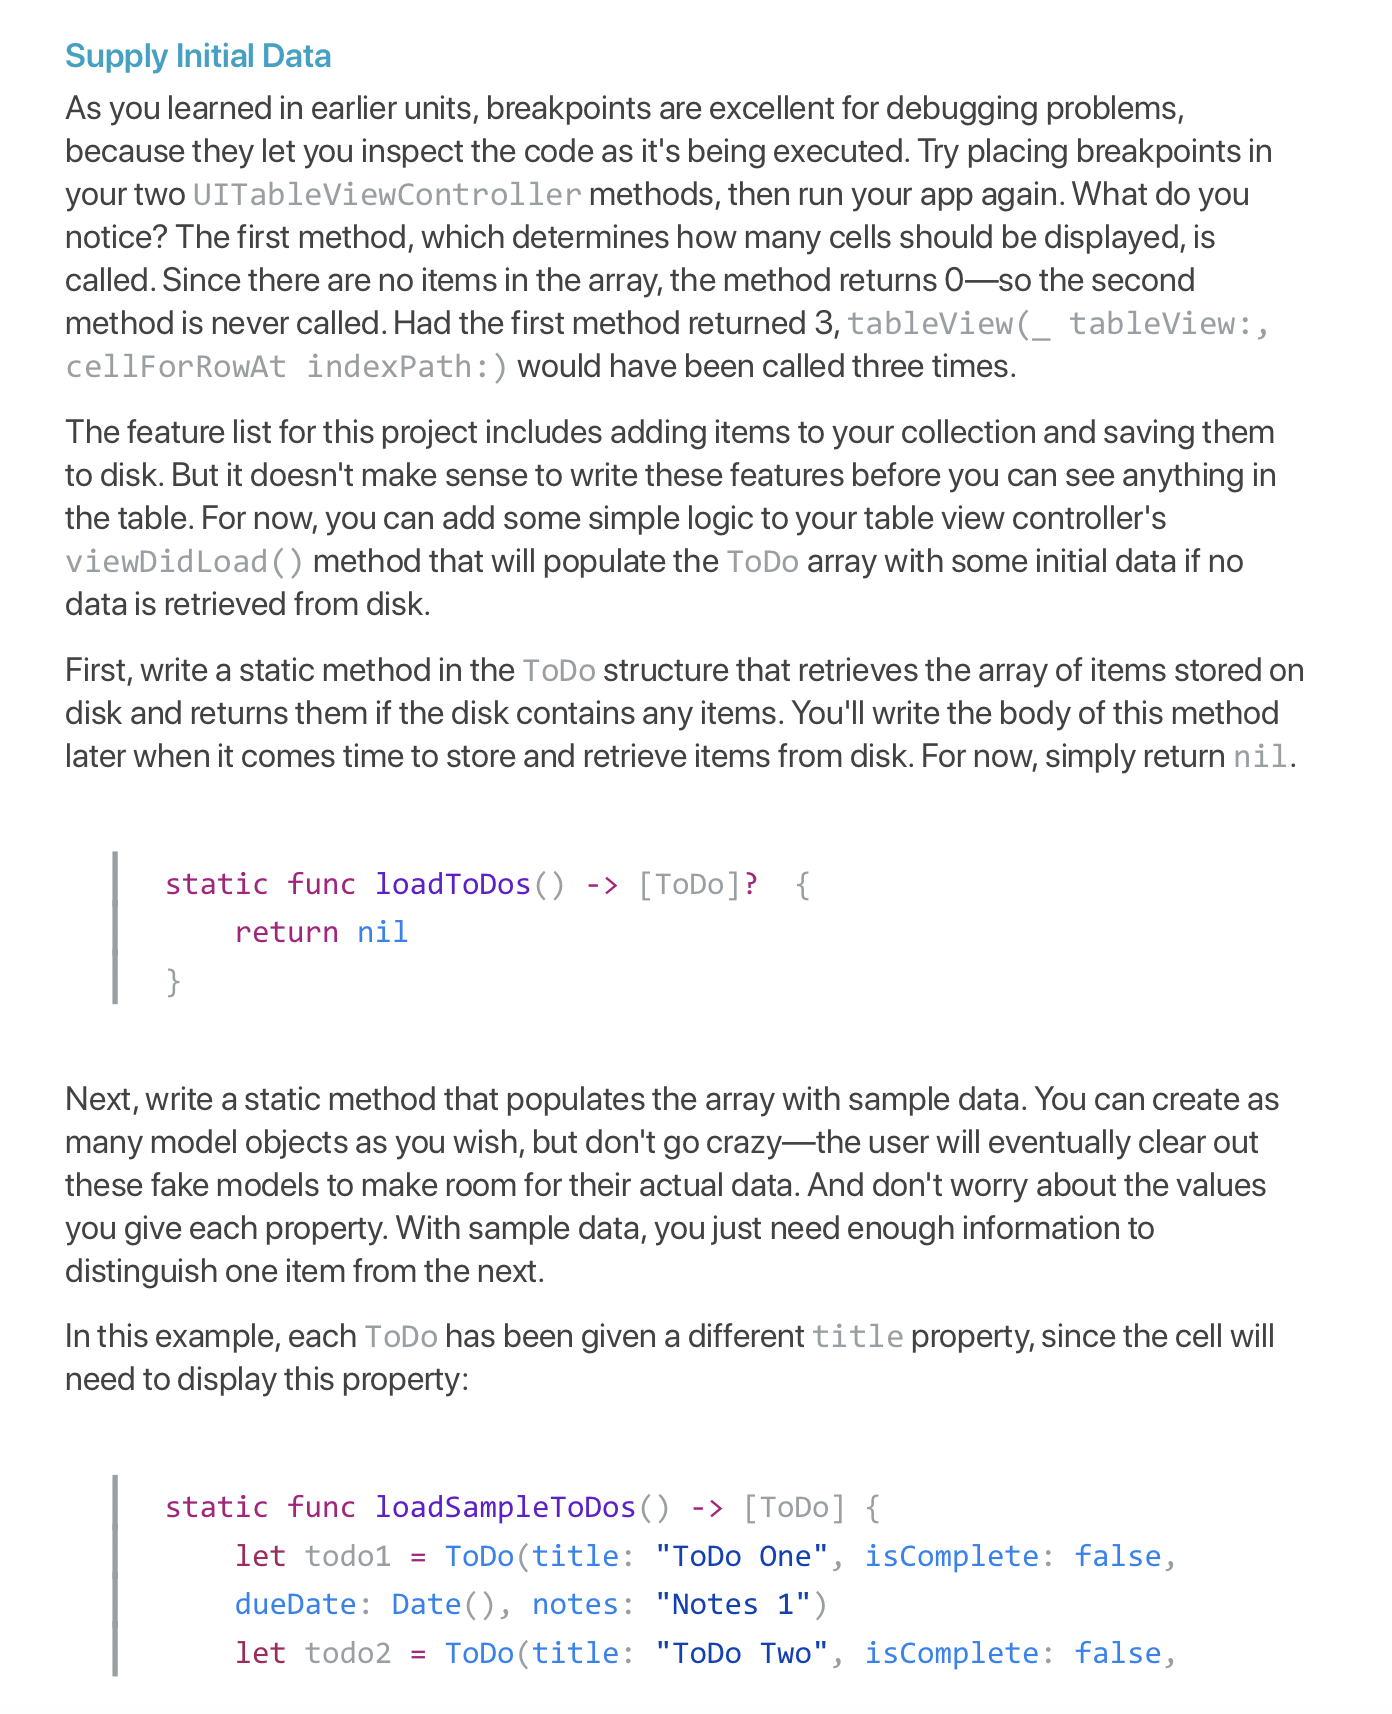 Supply Initial Data
As you learned in earlier units, breakpoints are excellent for debugging problems,
because they let you inspect the code as it's being executed. Try placing breakpoints in
your two UITableViewController methods, then run your app again. What do you
notice? The first method, which determines how many cells should be displayed, is
called. Since there are no items in the array, the method returns 0—so the second
method is never called. Had the first method returned 3, tableView(_ tableView:,
cellForRowAt indexPath:) would have been called three times.
The feature list for this project includes adding items to your collection and saving them
to disk. But it doesn't make sense to write these features before you can see anything in
the table. For now, you can add some simple logic to your table view controller's
viewDidLoad() method that will populate the ToDo array with some initial data if no
data is retrieved from disk.
First, write a static method in the ToDo structure that retrieves the array of items stored on
disk and returns them if the disk contains any items. You'll write the body of this method
later when it comes time to store and retrieve items from disk. For now, simply return nil.
static func loadToDos() -> [ToDo]?  {
    return nil
}
Next, write a static method that populates the array with sample data. You can create as
many model objects as you wish, but don't go crazy—the user will eventually clear out
these fake models to make room for their actual data. And don't worry about the values
you give each property. With sample data, you just need enough information to
distinguish one item from the next.
In this example, each ToDo has been given a different title property, since the cell will
need to display this property:
static func loadSampleToDos() -> [ToDo] {
    let todo1 = ToDo(title: "ToDo One", isComplete: false,
    dueDate: Date(), notes: "Notes 1")
    let todo2 = ToDo(title: "ToDo Two", isComplete: false,